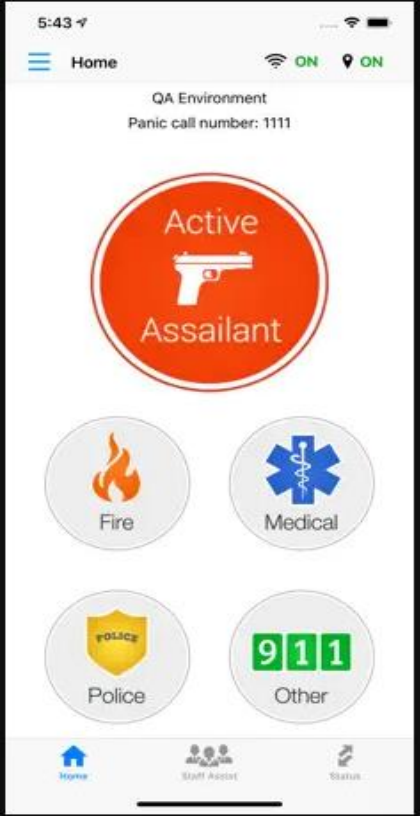 5:43
Home
ON
ON
QA Environment
Panic call number: 1111
Active
Assailant
Fire
Medical
POLICE
Police
911
Other
Home
Staff Assist
Status